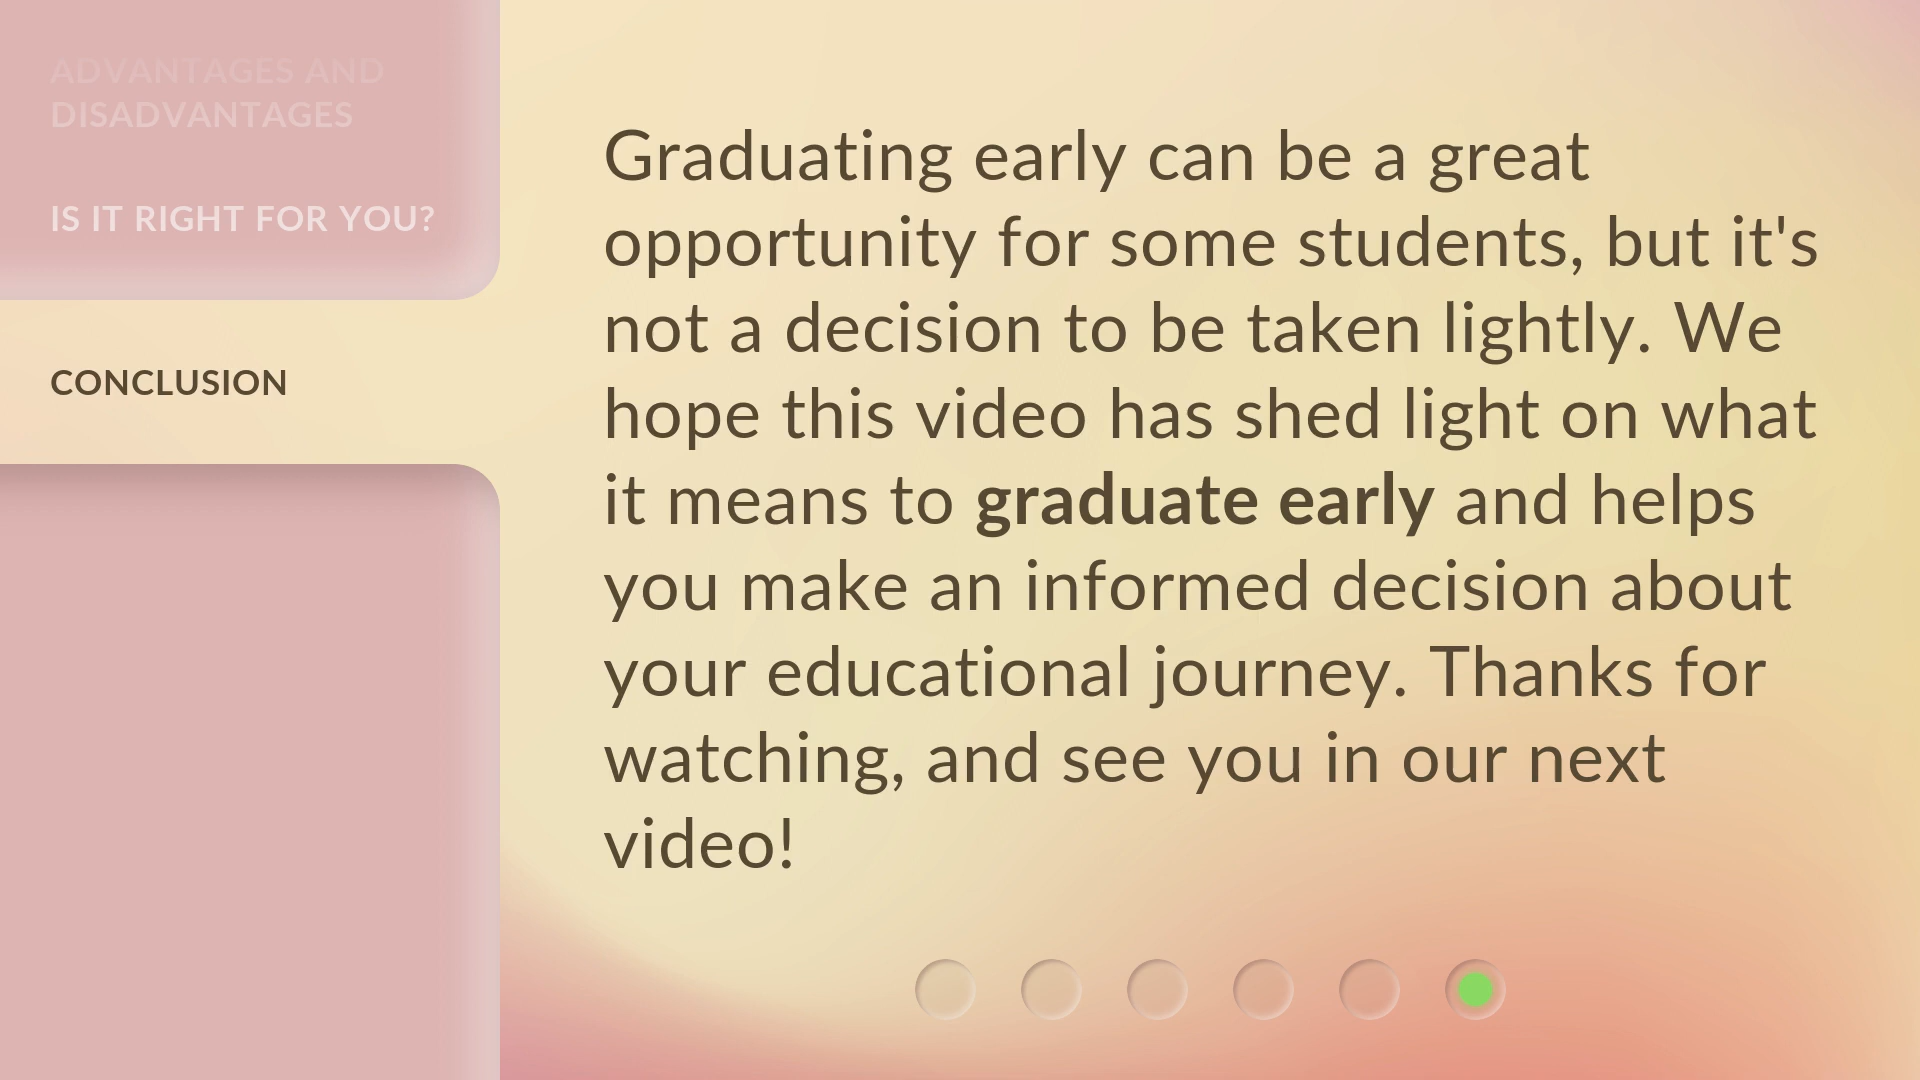 ADVANTAGES AND
DISADVANTAGES
IS IT RIGHT FOR YOU?
CONCLUSION
Graduating early can be a great
opportunity for some students, but it's
not a decision to be taken lightly. We
hope this video has shed light on what
it means to graduate early and helps
you make an informed decision about
your educational journey. Thanks for
watching, and see you in our next
video!